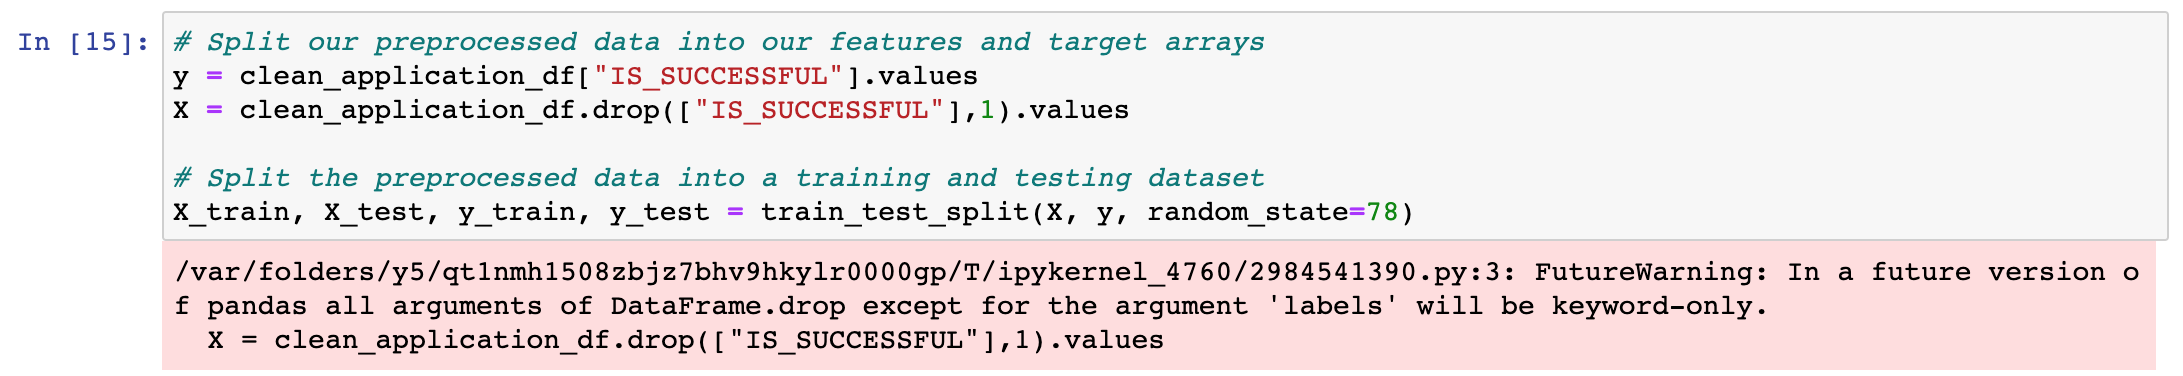 In [15]: # Split our preprocessed data into our features and target arrays
y = clean_application_df["IS_SUCCESSFUL"].values
X = clean_application_df.drop(["IS_SUCCESSFUL"],1).values
# Split the preprocessed data into a training and testing dataset
X_train, X_test, y_train, y_test = train_test_split(X, y, random_state=78)
/var/folders/y5/qt1nmh1508zbjz7bhv9hkylr0000gp/T/ipykernel_4760/2984541390.py:3: FutureWarning: In a future version o
f pandas all arguments of DataFrame.drop except for the argument 'labels' will be keyword-only.
  X = clean_application_df.drop(["IS_SUCCESSFUL"],1).values